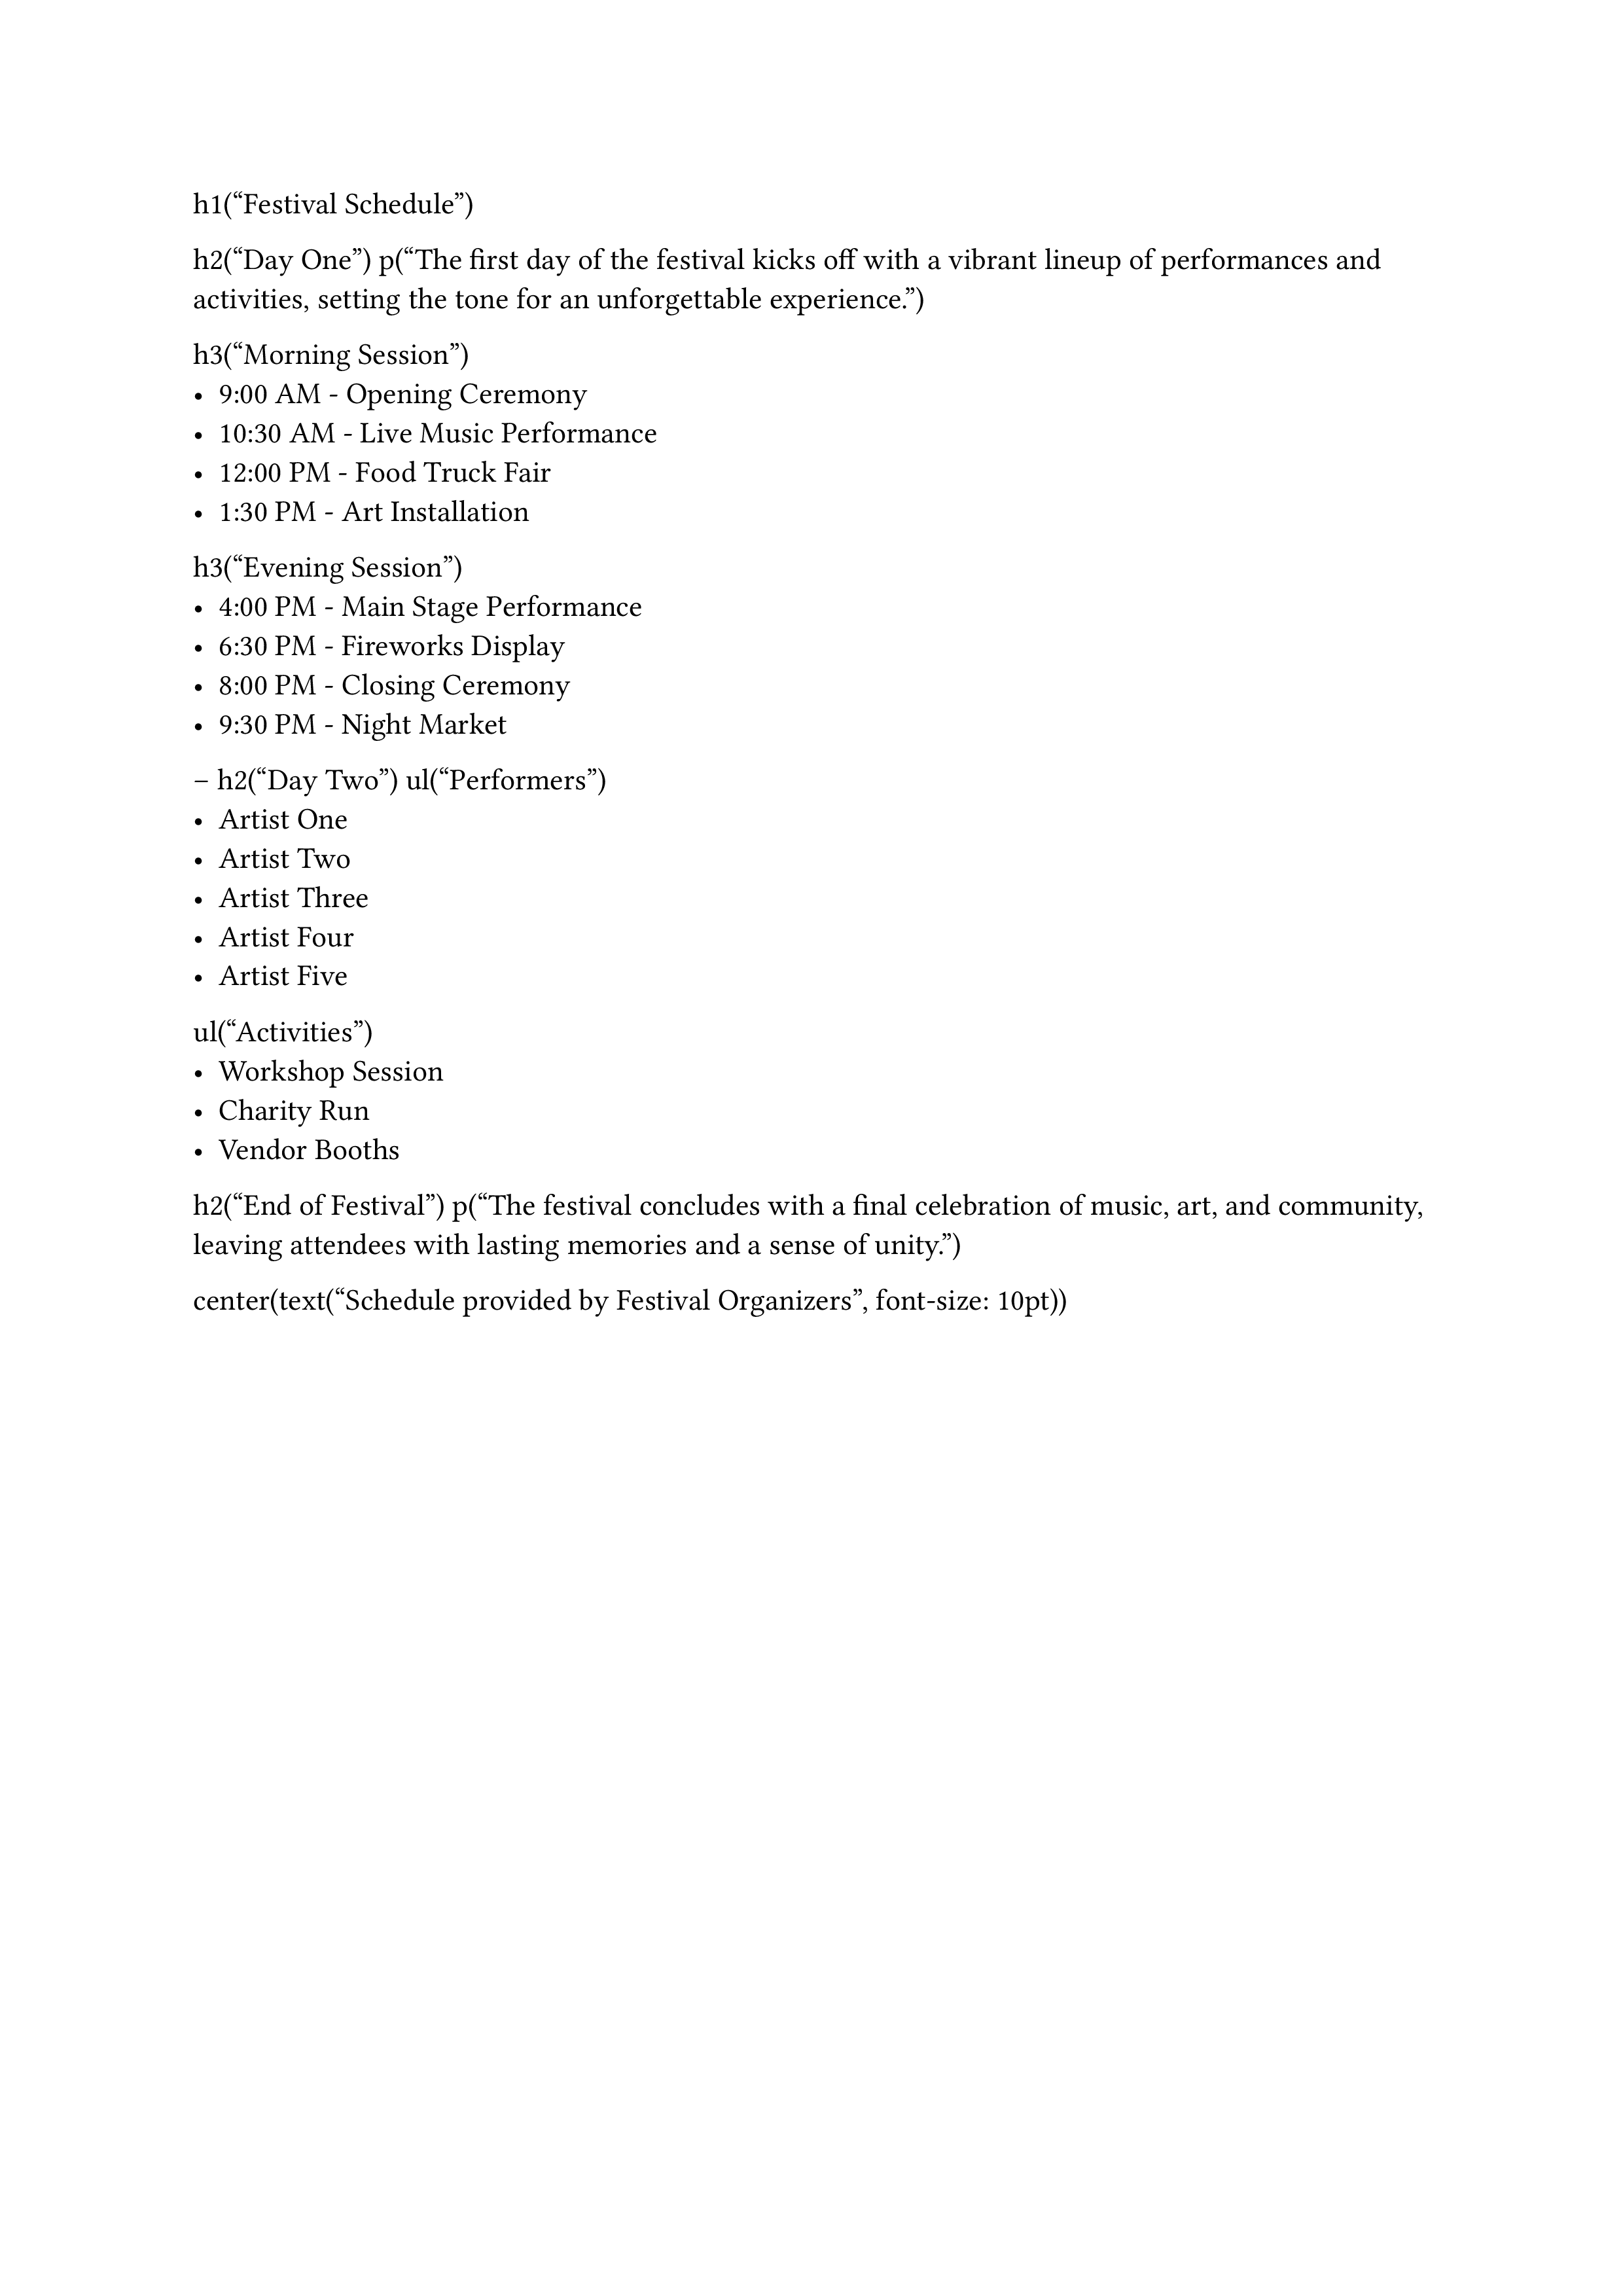 h1(“Festival Schedule”)
h2(“Day One”) p(“The first day of the festival kicks off with a vibrant lineup of performances and
activities, setting the tone for an unforgettable experience.”)
h3(“Morning Session”)
• 9:00 AM - Opening Ceremony
• 10:30 AM - Live Music Performance
• 12:00 PM - Food Truck Fair
• 1:30 PM - Art Installation
h3(“Evening Session”)
• 4:00 PM - Main Stage Performance
• 6:30 PM - Fireworks Display
• 8:00 PM - Closing Ceremony
• 9:30 PM - Night Market
– h2(“Day Two”) ul(“Performers”)
• Artist One
• Artist Two
• Artist Three
• Artist Four
• Artist Five
ul(“Activities”)
• Workshop Session
• Charity Run
• Vendor Booths
h2(“End of Festival”) p(“The festival concludes with a final celebration of music, art, and community,
leaving attendees with lasting memories and a sense of unity.”)
center(text(“Schedule provided by Festival Organizers”, font-size: 10pt))